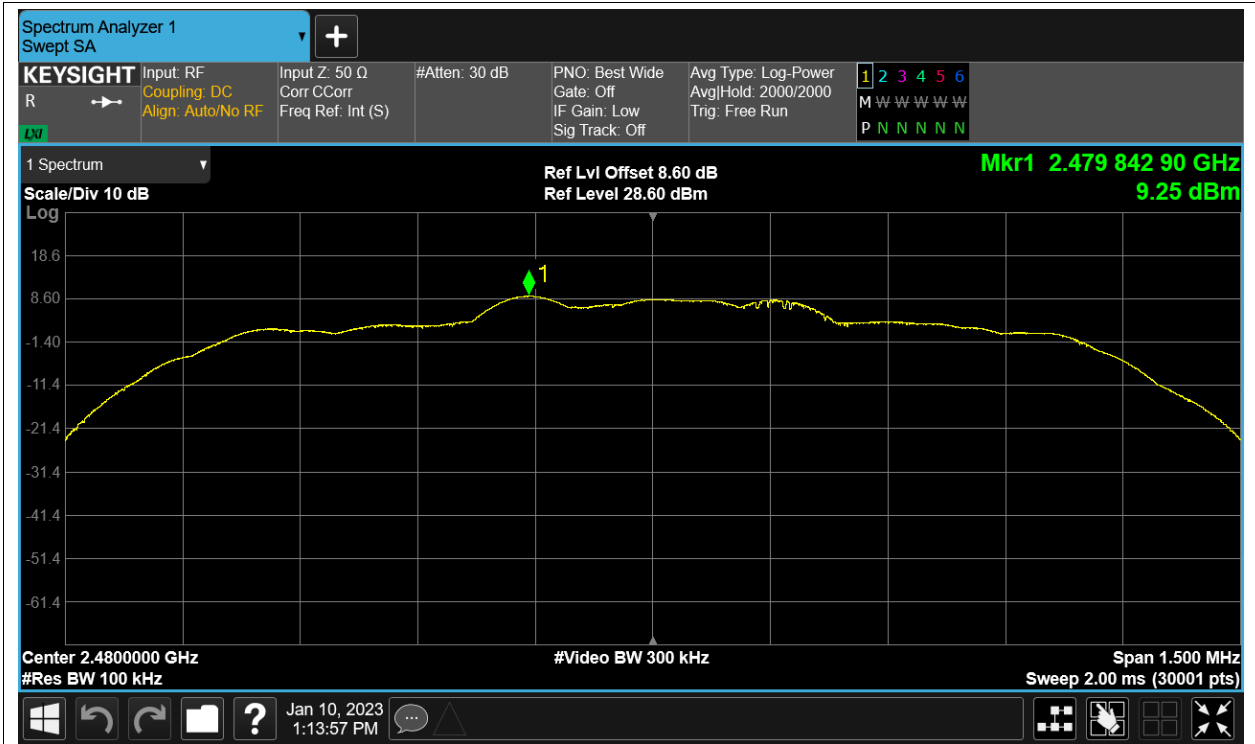 Spectrum Analyzer 1
Swept SA
KEYSIGHT
R
LXI
Input: RF
Coupling: DC
Align: Auto/No RF
Input Z: 50 Ω
Corr CCorr
Freq Ref: Int (S)
#Atten: 30 dB
PNO: Best Wide
Gate: Off
IF Gain: Low
Sig Track: Off
Avg Type: Log-Power
Avg|Hold: 2000/2000
Trig: Free Run
1 2 3 4 5 6
M W W W W W
P N N N N N
1 Spectrum
Scale/Div 10 dB
Log
Ref Lvl Offset 8.60 dB
Ref Level 28.60 dBm
Mkr1 2.479 842 90 GHz
9.25 dBm
1
18.6
8.60
-1.40
-11.4
-21.4
-31.4
-41.4
-51.4
-61.4
Center 2.4800000 GHz
#Res BW 100 kHz
#Video BW 300 kHz
Span 1.500 MHz
Sweep 2.00 ms (30001 pts)
?
Jan 10, 2023
1:13:57 PM